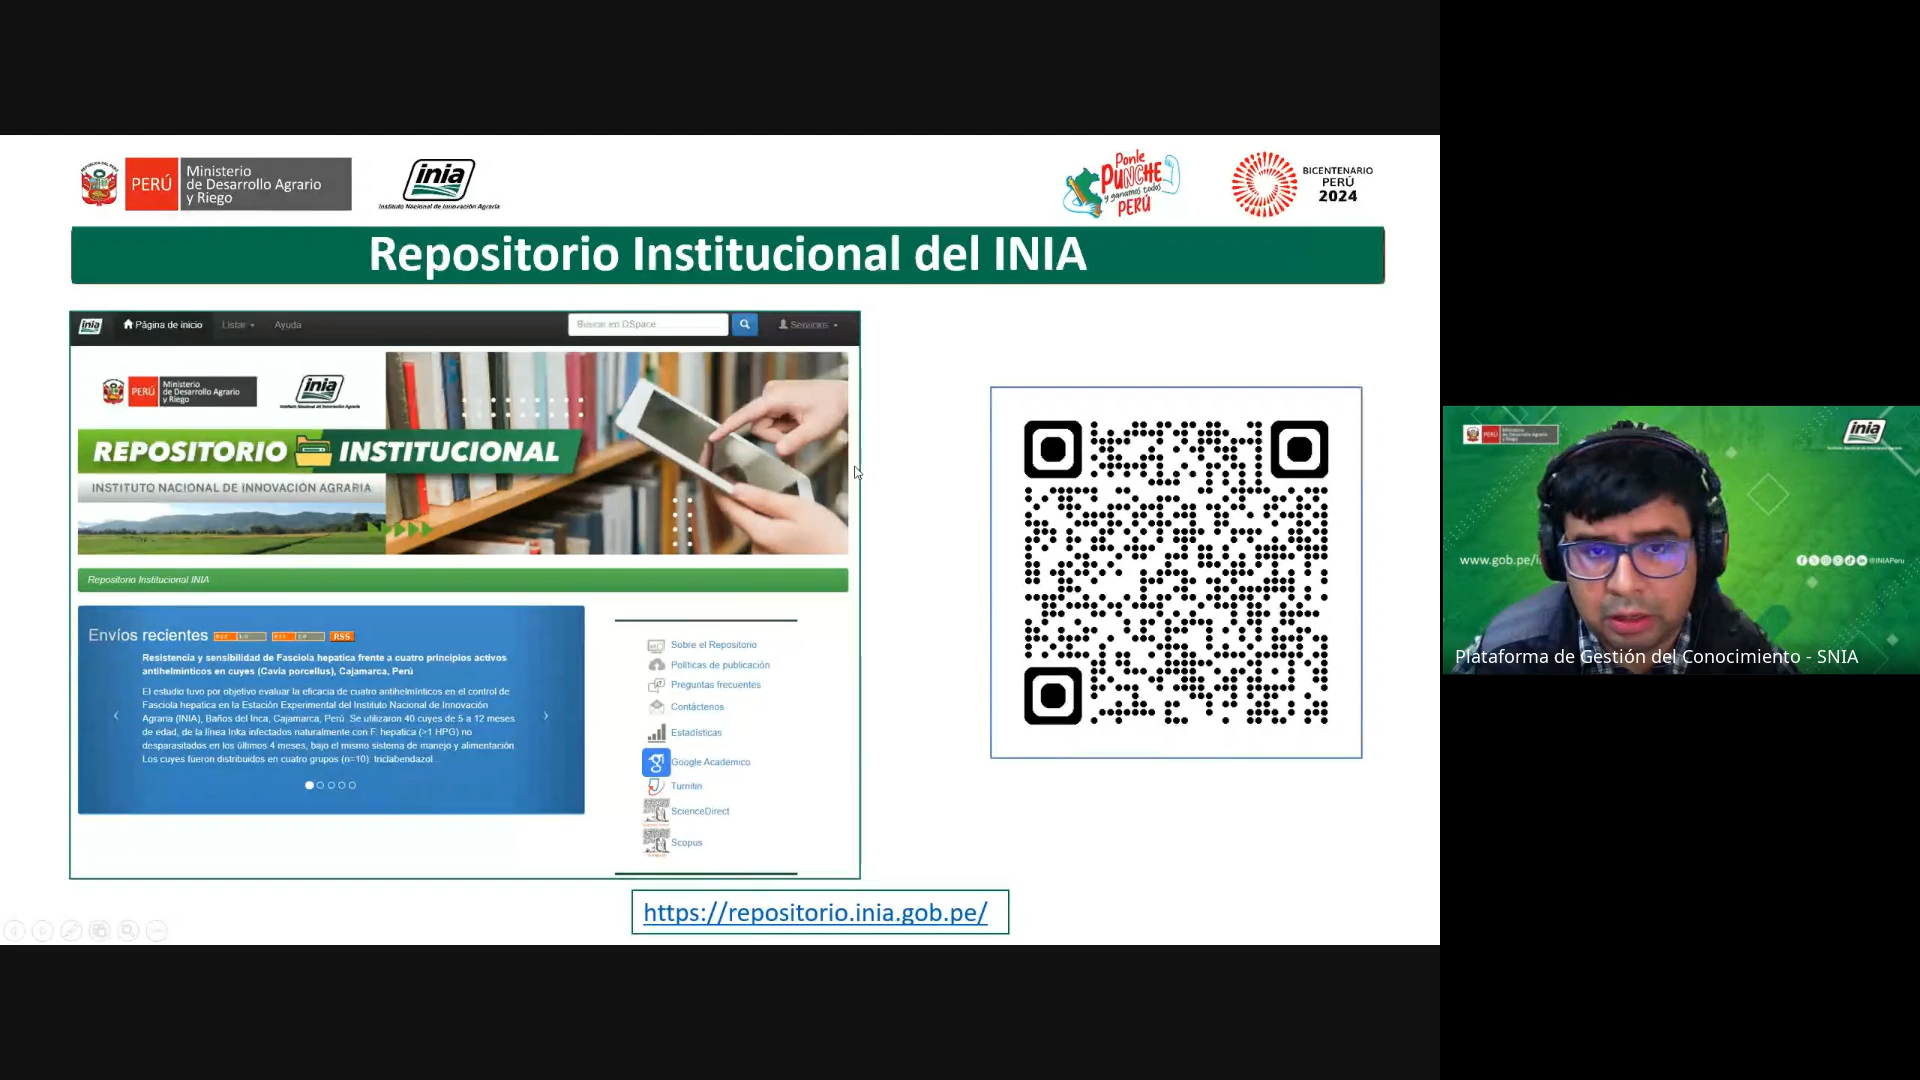 PERÚ
Ministerio
de Desarrollo Agrario
y Riego
inia
Instituto Nacional de Innovación Agraria
Ponle
PUNCHE
y ganamos todos
PERÚ
BICENTENARIO
PERÚ
2024
Repositorio Institucional del INIA
inia
Página de inicio
Listar
Ayuda
Buscar en DSpace
Servicios
PERÚ
Ministerio
de Desarrollo Agrario
y Riego
inia
Instituto Nacional de Innovación Agraria
REPOSITORIO INSTITUCIONAL
INSTITUTO NACIONAL DE INNOVACIÓN AGRARIA
Repositorio Institucional INIA
Envíos recientes
RSS
Resistencia y sensibilidad de Fasciola hepatica frente a cuatro principios activos
antihelmínticos en cuyes (Cavia porcellus), Cajamarca, Perú
El estudio tuvo por objetivo evaluar la eficacia de cuatro antihelmínticos en el control de
Fasciola hepatica en la Estación Experimental del Instituto Nacional de Innovación
Agraria (INIA), Baños del Inca, Cajamarca, Perú. Se utilizaron 40 cuyes de 5 a 12 meses
de edad, de la línea Inka infectados naturalmente con F. hepatica (>1 HPG) no
desparasitados en los últimos 4 meses, bajo el mismo sistema de manejo y alimentación.
Los cuyes fueron distribuidos en cuatro grupos (n=10): triclabendazol...
Sobre el Repositorio
Políticas de publicación
Preguntas frecuentes
Contáctenos
Estadísticas
Google Académico
Turnitin
ScienceDirect
Scopus
https://repositorio.inia.gob.pe/
PERÚ
inia
www.gob.pe/i
@INIAPeru
Plataforma de Gestión del Conocimiento - SNIA